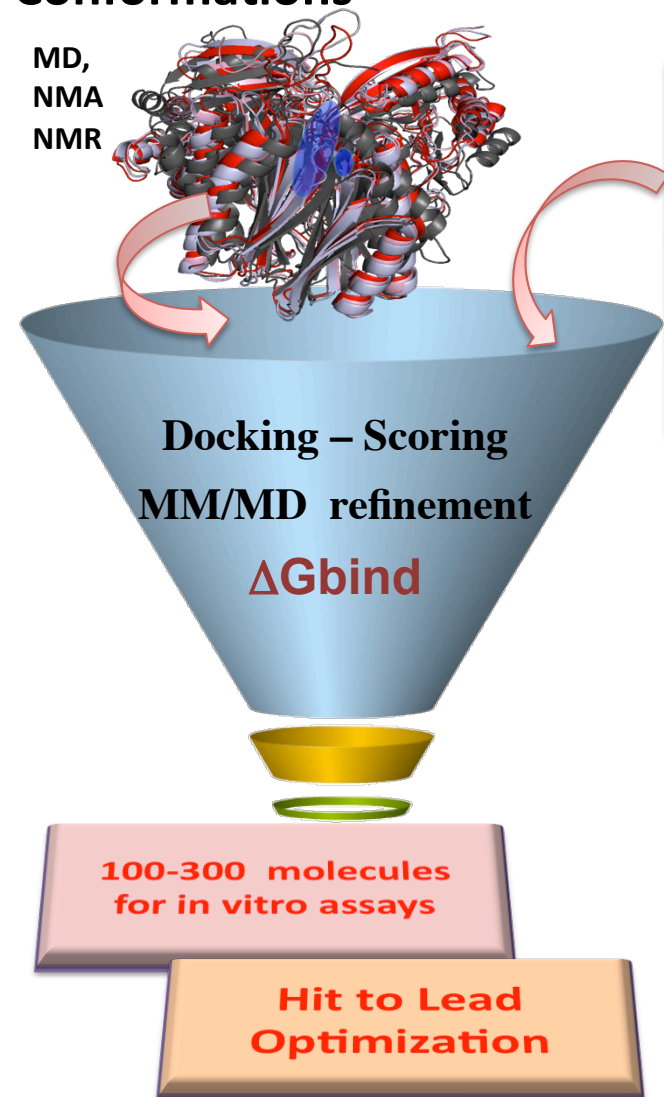 Conformations
MD,
NMA
NMR
Docking – Scoring
MM/MD refinement
ΔGbind
100-300 molecules
for in vitro assays
Hit to Lead
Optimization